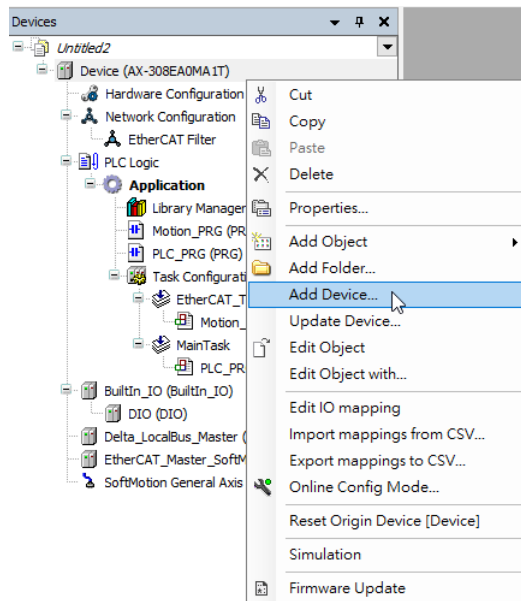 Devices
Untitled2
Device (AX-308EA0MA1T)
Hardware Configuration
Network Configuration
EtherCAT Filter
PLC Logic
Application
Library Manager
Motion_PRG (PR
PLC_PRG (PRG)
Task Configurati
EtherCAT_T
Motion_
MainTask
PLC_PR
BuiltIn_IO (BuiltIn_IO)
DIO (DIO)
Delta_LocalBus_Master (
EtherCAT_Master_SoftM
SoftMotion General Axis
Cut
Copy
Paste
Delete
Properties...
Add Object
Add Folder...
Add Device...
Update Device...
Edit Object
Edit Object with...
Edit IO mapping
Import mappings from CSV...
Export mappings to CSV...
Online Config Mode...
Reset Origin Device [Device]
Simulation
Firmware Update